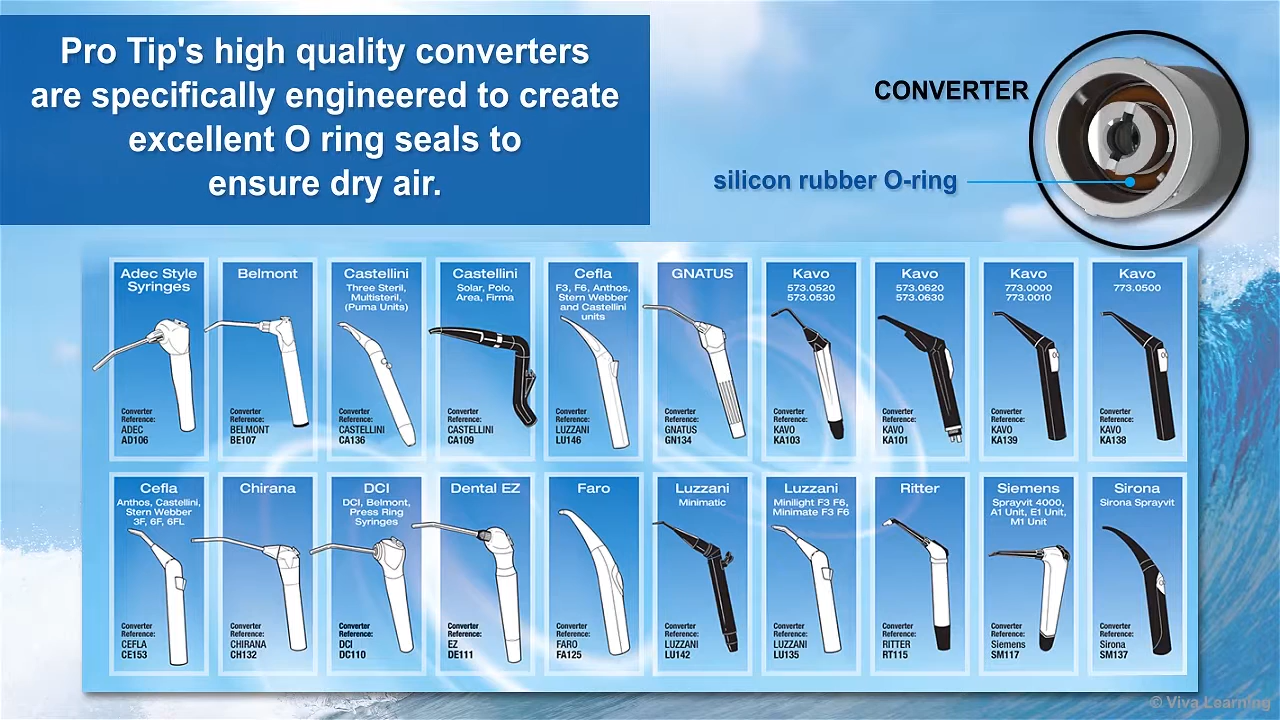 Pro Tip's high quality converters
are specifically engineered to create
excellent O ring seals to
ensure dry air.
CONVERTER
silicon rubber O-ring
Adec Style
Syringes
Converter
Reference:
ADEC
AD106
Belmont
Converter
Reference:
BELMONT
BE107
Castellini
Three Steril,
Multisteril,
(Puma Units)
Converter
Reference:
CASTELLINI
CA136
Castellini
Solar, Polo,
Area, Firma
Converter
Reference:
CASTELLINI
CA109
Cefla
F3, F6, Anthos,
Stern Webber
and Castellini
units
Converter
Reference:
LUZZANI
LU146
GNATUS
Converter
Reference:
GNATUS
GN134
Kavo
573.0520
573.0530
Converter
Reference:
KAVO
KA103
Kavo
573.0620
573.0630
Converter
Reference:
KAVO
KA101
Kavo
773.0000
773.0010
Converter
Reference:
KAVO
KA139
Kavo
773.0500
Converter
Reference:
KAVO
KA138
Cefla
Anthos, Castellini,
Stern Webber
3F, 6F, 6FL
Converter
Reference:
CEFLA
CE153
Chirana
Converter
Reference:
CHIRANA
CH132
DCI
DCI, Belmont,
Press Ring
Syringes
Converter
Reference:
DCI
DC110
Dental EZ
Converter
Reference:
EZ
DE111
Faro
Converter
Reference:
FARO
FA125
Luzzani
Minimatic
Converter
Reference:
LUZZANI
LU142
Luzzani
Minilight F3 F6,
Minimate F3 F6
Converter
Reference:
LUZZANI
LU135
Ritter
Converter
Reference:
RITTER
RT115
Siemens
Sprayvit 4000,
A1 Unit, E1 Unit,
M1 Unit
Converter
Reference:
Siemens
SM117
Sirona
Sirona Sprayvit
Converter
Reference:
Sirona
SM137
© Viva Learning